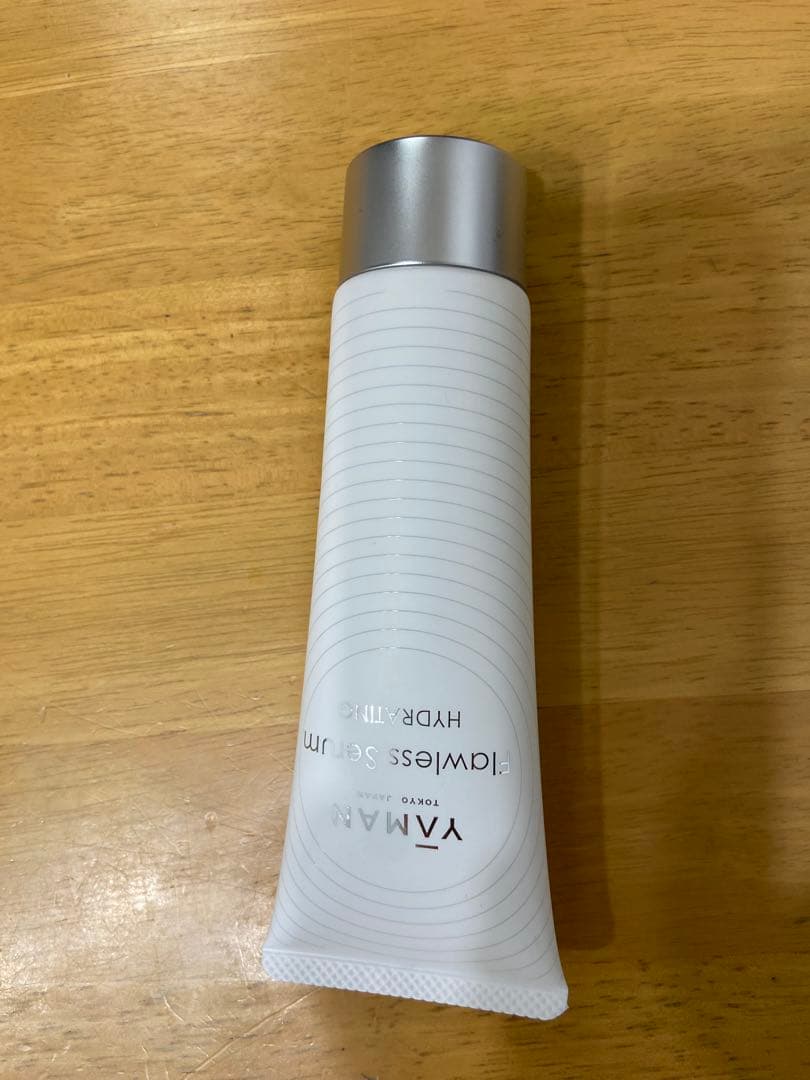 YAMAN
TOKYO JAPAN
Flawless Serum
HYDRATING